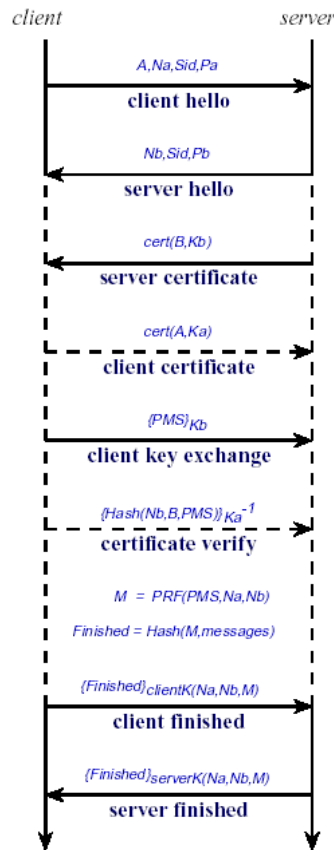 client server
A,Na,Sid,Pa
client hello
Nb,Sid,Pb
server hello
cert(B,Kb)
server certificate
cert(A,Ka)
client certificate
{PMS}Kb
client key exchange
{Hash(Nb,B,PMS)}Ka-1
certificate verify
M = PRF(PMS,Na,Nb)
Finished = Hash(M,messages)
{Finished}clientK(Na,Nb,M)
client finished
{Finished}serverK(Na,Nb,M)
server finished